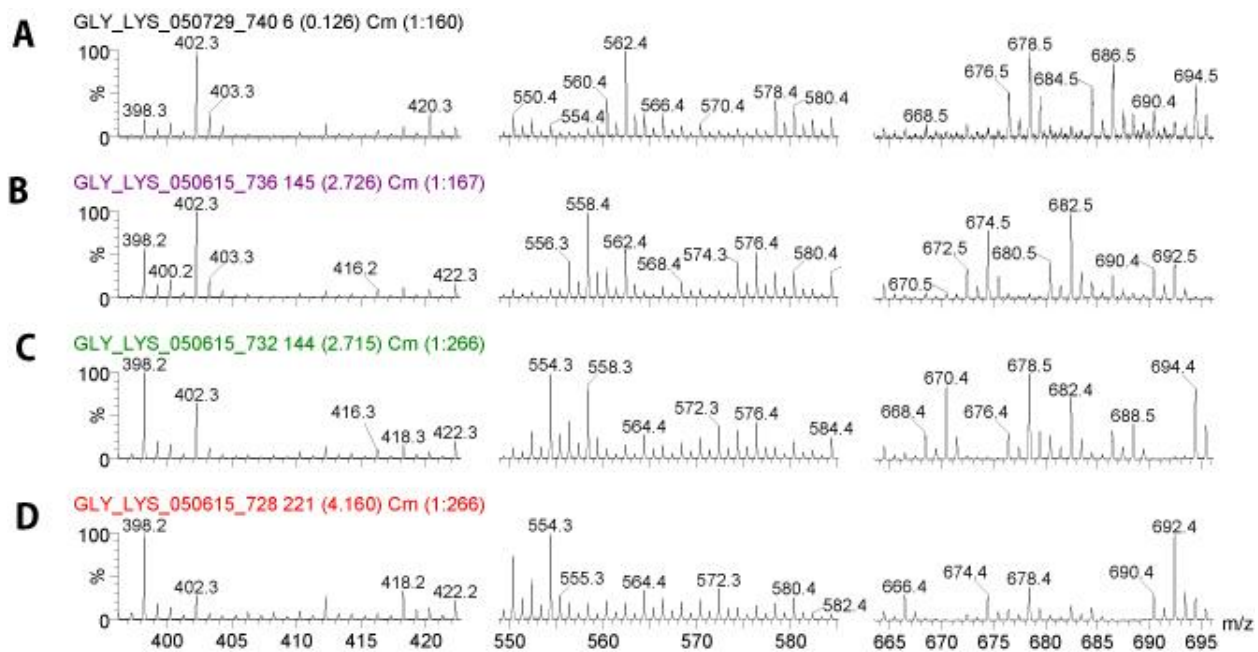 A GLY_LYS_050729_740 6 (0.126) Cm (1:160)
100 402.3 562.4 678.5 686.5
% 398.3 403.3 420.3 550.4 560.4 554.4 566.4 570.4 578.4 580.4 668.5 676.5 684.5 690.4 694.5
0
B GLY_LYS_050615_736 145 (2.726) Cm (1:167)
100 402.3 558.4 682.5
% 398.2 400.2 403.3 416.2 422.3 556.3 562.4 568.4 574.3 576.4 580.4 670.5 672.5 674.5 680.5 690.4 692.5
0
C GLY_LYS_050615_732 144 (2.715) Cm (1:266)
100 398.2 554.3 558.3 678.5 694.4
% 402.3 416.3 418.3 422.3 564.4 572.3 576.4 584.4 668.4 670.4 676.4 682.4 688.5
0
D GLY_LYS_050615_728 221 (4.160) Cm (1:266)
100 398.2 554.3 692.4
% 402.3 418.2 422.2 555.3 564.4 572.3 580.4 582.4 666.4 674.4 678.4 690.4
0 m/z
400 405 410 415 420 550 560 570 580 665 670 675 680 685 690 695